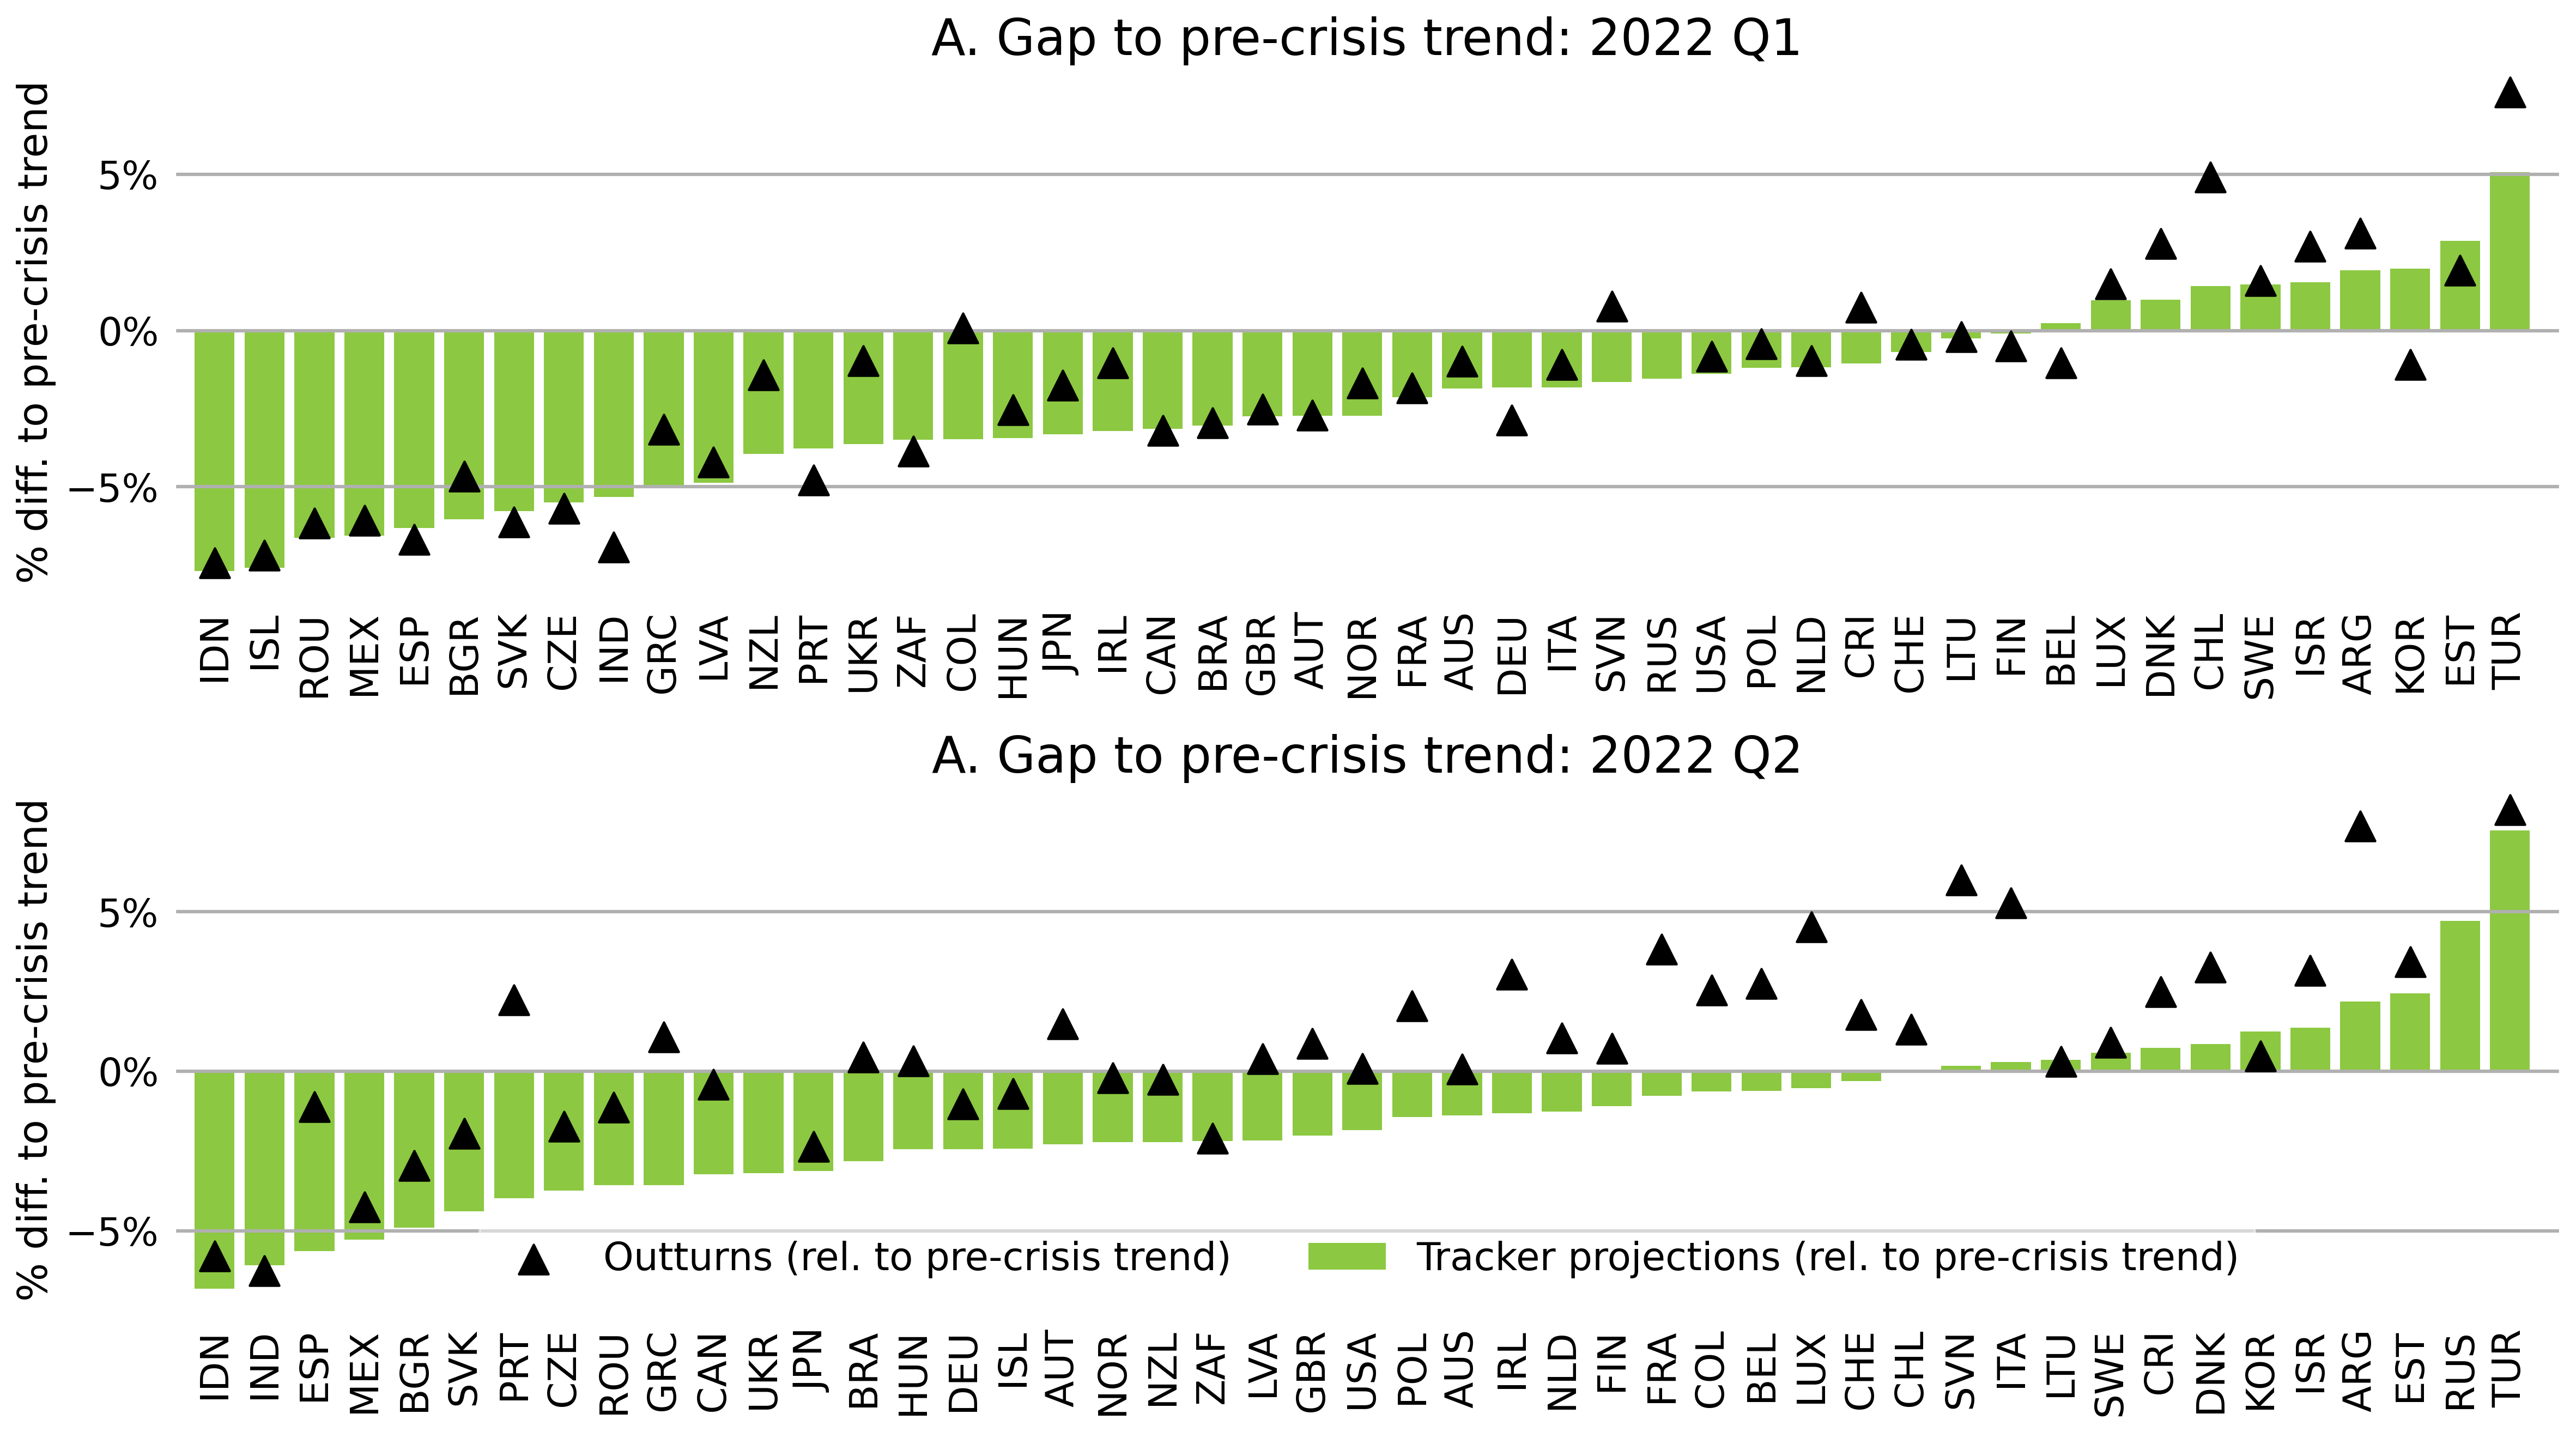 A. Gap to pre-crisis trend: 2022 Q1
% diff. to pre-crisis trend
5%
0%
−5%
IDN ISL ROU MEX ESP BGR SVK CZE IND GRC LVA NZL PRT UKR ZAF COL HUN JPN IRL CAN BRA GBR AUT NOR FRA AUS DEU ITA SVN RUS USA POL NLD CRI CHE LTU FIN BEL LUX DNK CHL SWE ISR ARG KOR EST TUR
A. Gap to pre-crisis trend: 2022 Q2
% diff. to pre-crisis trend
5%
0%
−5%
Outturns (rel. to pre-crisis trend) Tracker projections (rel. to pre-crisis trend)
IDN IND ESP MEX BGR SVK PRT CZE ROU GRC CAN UKR JPN BRA HUN DEU ISL AUT NOR NZL ZAF LVA GBR USA POL AUS IRL NLD FIN FRA COL BEL LUX CHE CHL SVN ITA LTU SWE CRI DNK KOR ISR ARG EST RUS TUR